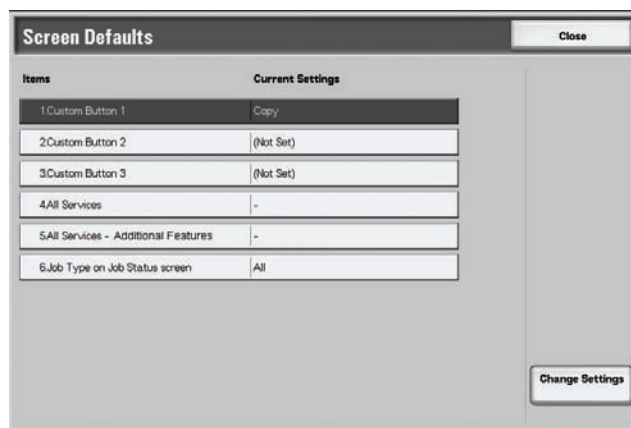 Screen Defaults Close
Items Current Settings
1.Custom Button 1 Copy
2.Custom Button 2 (Not Set)
3.Custom Button 3 (Not Set)
4.All Services -
5.All Services - Additional Features -
6.Job Type on Job Status screen All
Change Settings